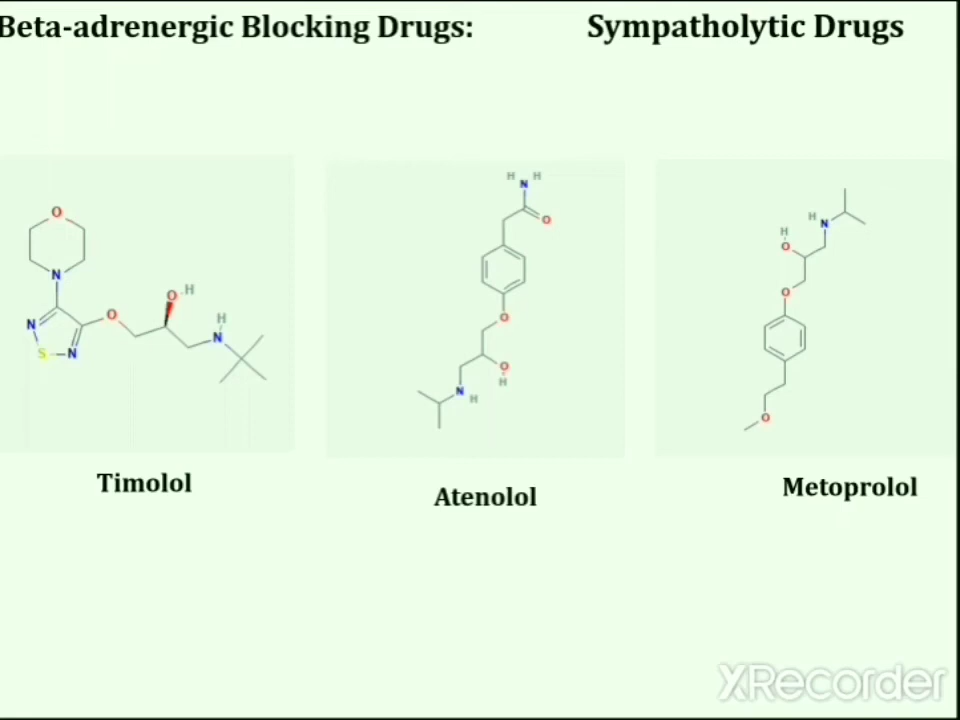 Beta-adrenergic Blocking Drugs: Sympatholytic Drugs
H N H
O
O
N
N
S N
O
O H
H
N
O
O
H
N H
H
N
H
O
O
O
Timolol
Atenolol
Metoprolol
XRecorder